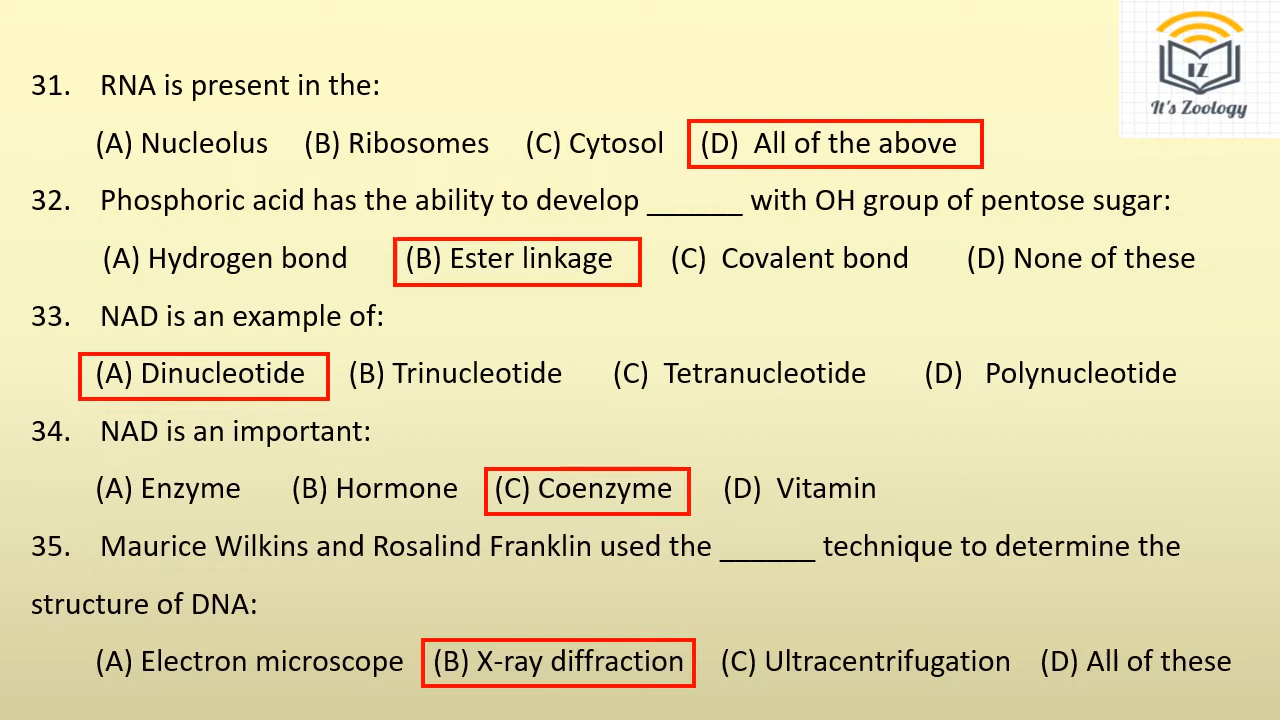 IZ
It's Zoology
31. RNA is present in the:
(A) Nucleolus (B) Ribosomes (C) Cytosol (D) All of the above
32. Phosphoric acid has the ability to develop ______ with OH group of pentose sugar:
(A) Hydrogen bond (B) Ester linkage (C) Covalent bond (D) None of these
33. NAD is an example of:
(A) Dinucleotide (B) Trinucleotide (C) Tetranucleotide (D) Polynucleotide
34. NAD is an important:
(A) Enzyme (B) Hormone (C) Coenzyme (D) Vitamin
35. Maurice Wilkins and Rosalind Franklin used the ______ technique to determine the
structure of DNA:
(A) Electron microscope (B) X-ray diffraction (C) Ultracentrifugation (D) All of these